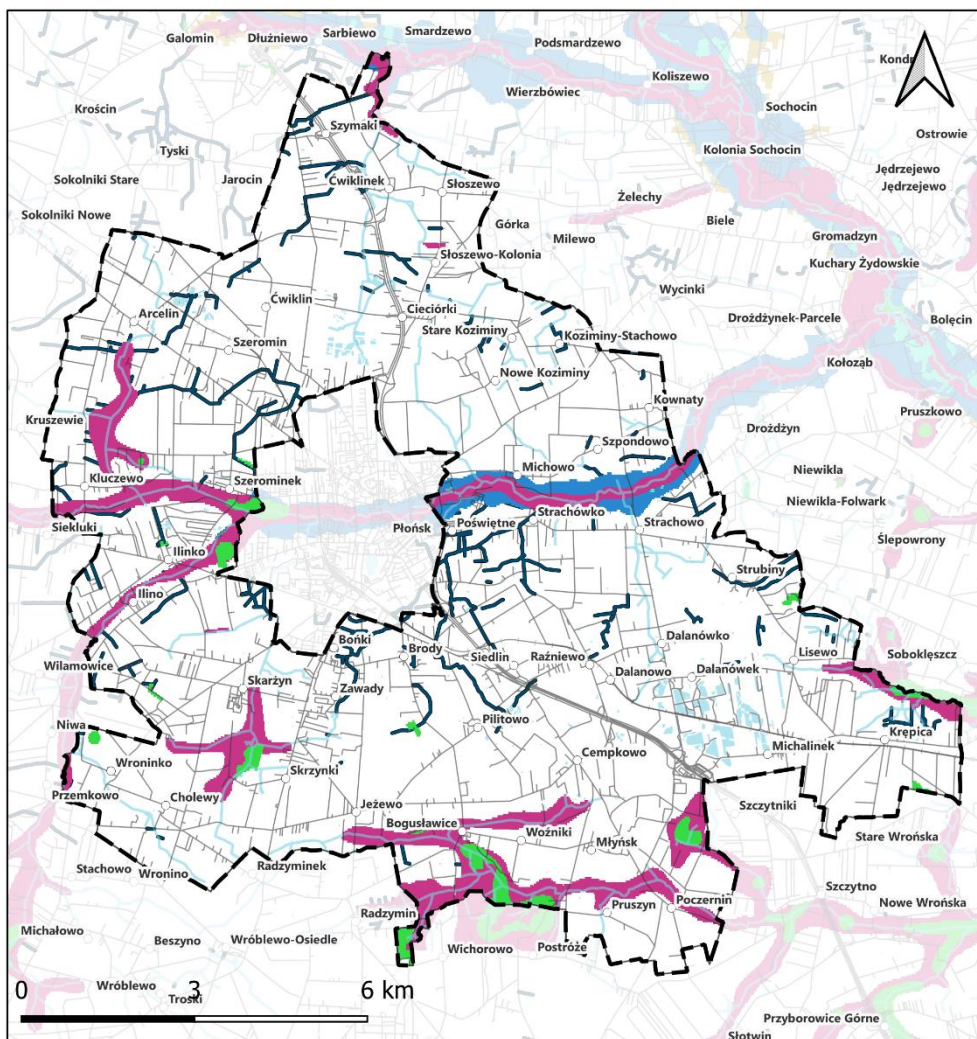 Galomin
Dłużniewo
Sarbiewo
Smardzewo
Podsmardzewo
Kondr
Koliszewo
Wierzbówiec
Sochocin
Krościn
Szymaki
Ostrowie
Tyski
Kolonia Sochocin
Jędrzejewo
Jędrzejewo
Sokolniki Stare
Jarocin
Ćwiklinek
Słoszewo
Żelechy
Sokolniki Nowe
Górka
Biele
Milewo
Gromadzyn
Słoszewo-Kolonia
Kuchary Żydowskie
Wycinki
Ćwiklin
Arcelin
Cieciórki
Drożdżynek-Parcele
Bolęcin
Stare Koziminy
Koziminy-Stachowo
Szeromin
Kołoząb
Nowe Koziminy
Kownaty
Pruszkowo
Kruszewie
Drożdżyn
Szpondowo
Michowo
Niewikla
Kluczewo
Szerominek
Niewikla-Folwark
Siekluki
Płońsk
Poświętne
Strachówko
Strachowo
Ślepowrony
Ilinko
Strubiny
Ilino
Bońki
Dalanówko
Brody
Siedlin
Raźniewo
Lisewo
Soboklęszcz
Wilamowice
Dalanowo
Dalanówek
Skarżyn
Zawady
Niwa
Pilitowo
Krępica
Cempkowo
Michalinek
Wroninko
Skrzynki
Przemkowo
Cholewy
Jeżewo
Szczytniki
Bogusławice
Woźniki
Stare Wrońska
Młyńsk
Stachowo
Wronino
Radzyminek
Szczytno
Nowe Wrońska
Radzymin
Pruszyn
Poczernin
Michałowo
Beszyno
Wróblewo-Osiedle
Wichorowo
Postróże
Wróblewo
Troski
0 3 6 km
Przyborowice Górne
Słotwin